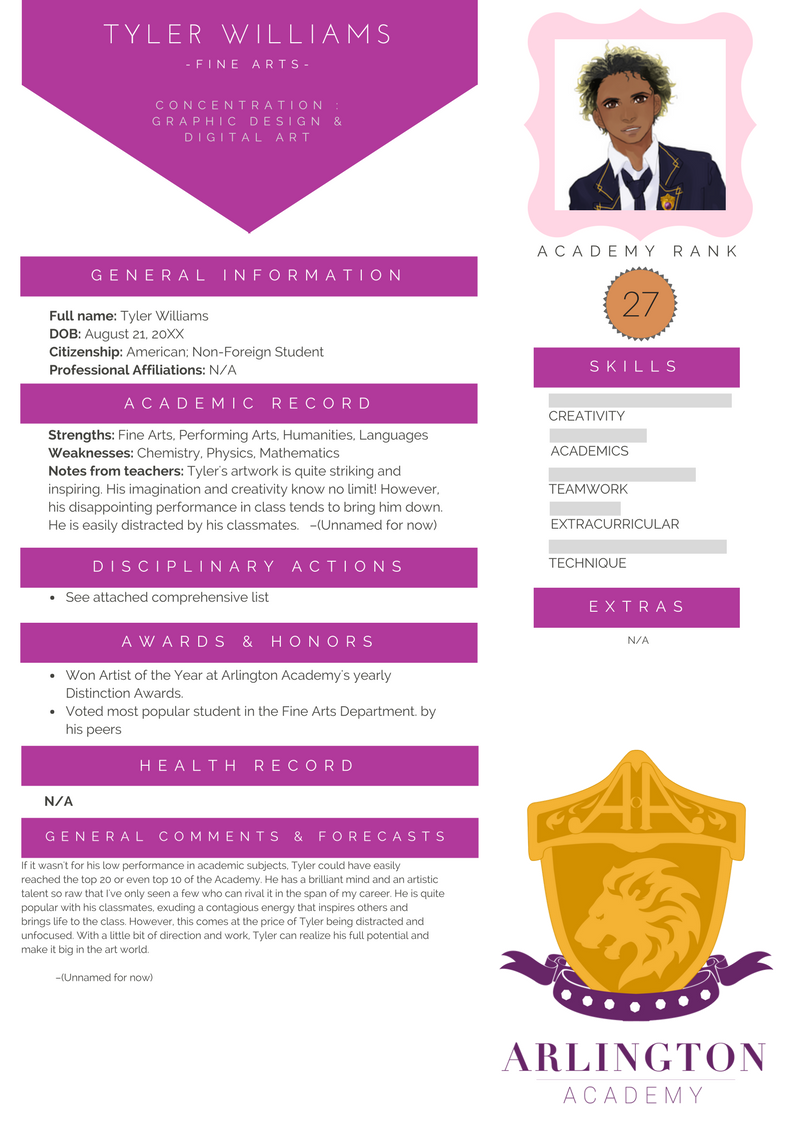 TYLER WILLIAMS
-FINE ARTS-
CONCENTRATION :
GRAPHIC DESIGN &
DIGITAL ART
GENERAL INFORMATION
Full name: Tyler Williams
DOB: August 21, 20XX
Citizenship: American; Non-Foreign Student
Professional Affiliations: N/A
ACADEMIC RECORD
Strengths: Fine Arts, Performing Arts, Humanities, Languages
Weaknesses: Chemistry, Physics, Mathematics
Notes from teachers: Tyler's artwork is quite striking and
inspiring. His imagination and creativity know no limit! However,
his disappointing performance in class tends to bring him down.
He is easily distracted by his classmates. –(Unnamed for now)
DISCIPLINARY ACTIONS
• See attached comprehensive list
AWARDS & HONORS
• Won Artist of the Year at Arlington Academy's yearly
Distinction Awards.
• Voted most popular student in the Fine Arts Department. by
his peers
HEALTH RECORD
N/A
GENERAL COMMENTS & FORECASTS
If it wasn't for his low performance in academic subjects, Tyler could have easily
reached the top 20 or even top 10 of the Academy. He has a brilliant mind and an artistic
talent so raw that I've only seen a few who can rival it in the span of my career. He is quite
popular with his classmates, exuding a contagious energy that inspires others and
brings life to the class. However, this comes at the price of Tyler being distracted and
unfocused. With a little bit of direction and work, Tyler can realize his full potential and
make it big in the art world.
–(Unnamed for now)
ACADEMY RANK
27
SKILLS
CREATIVITY
ACADEMICS
TEAMWORK
EXTRACURRICULAR
TECHNIQUE
EXTRAS
N/A
AoA
ARLINGTON
ACADEMY